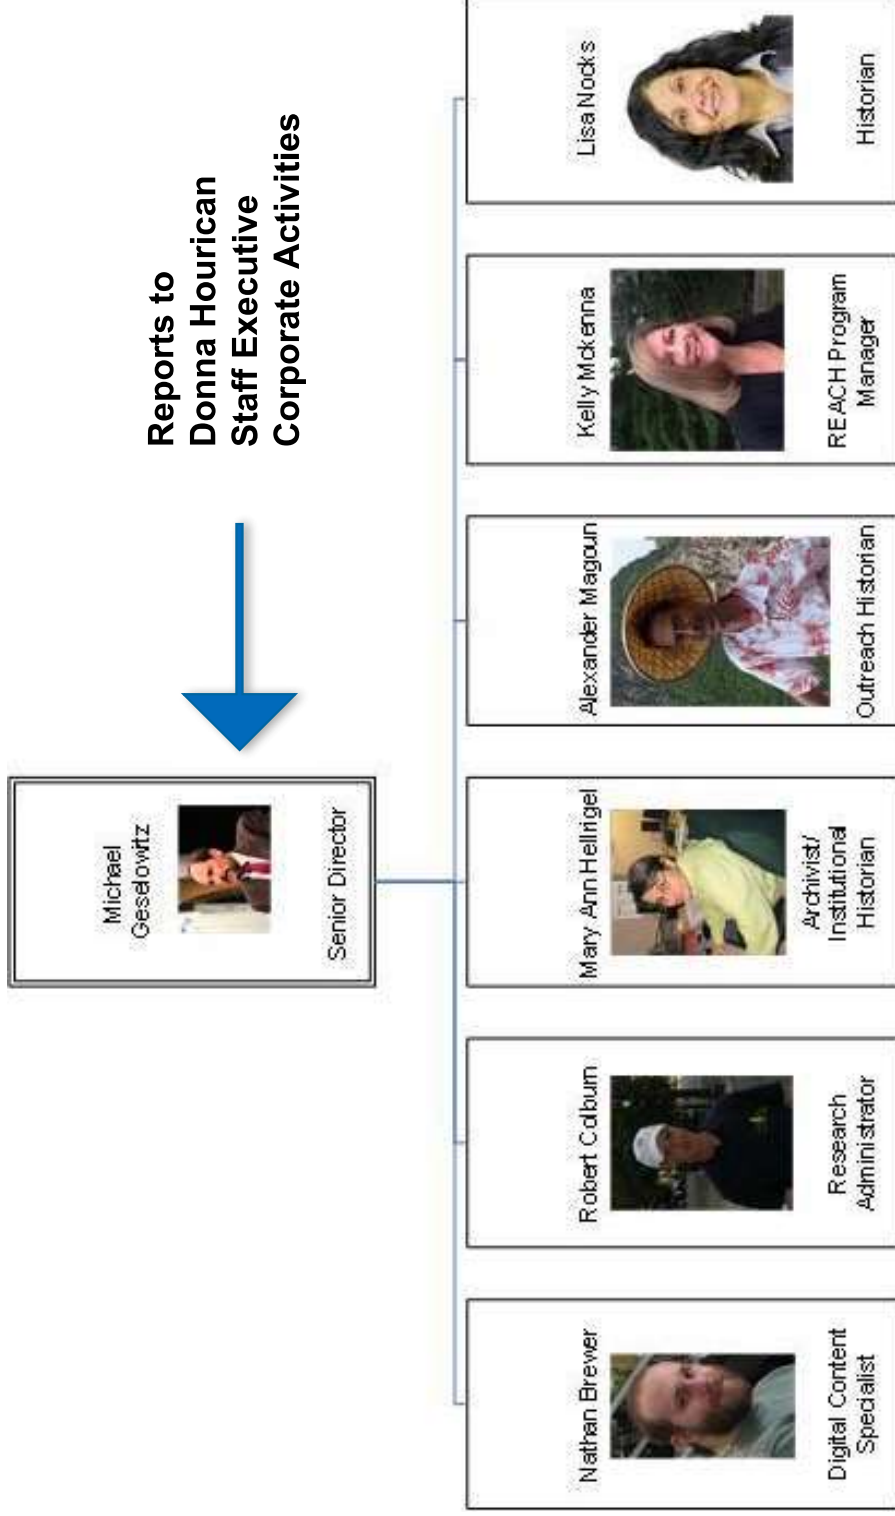 Reports to
Donna Hourican
Staff Executive
Corporate Activities
Michael
Geselowitz
Senior Director
Nathan Brewer
Digital Content
Specialist
Robert Colburn
Research
Administrator
Mary Ann Hellrigel
Archivist/
Institutional
Historian
Alexander Magoun
Outreach Historian
Kelly Mckenna
REACH Program
Manager
Lisa Nocks
Historian